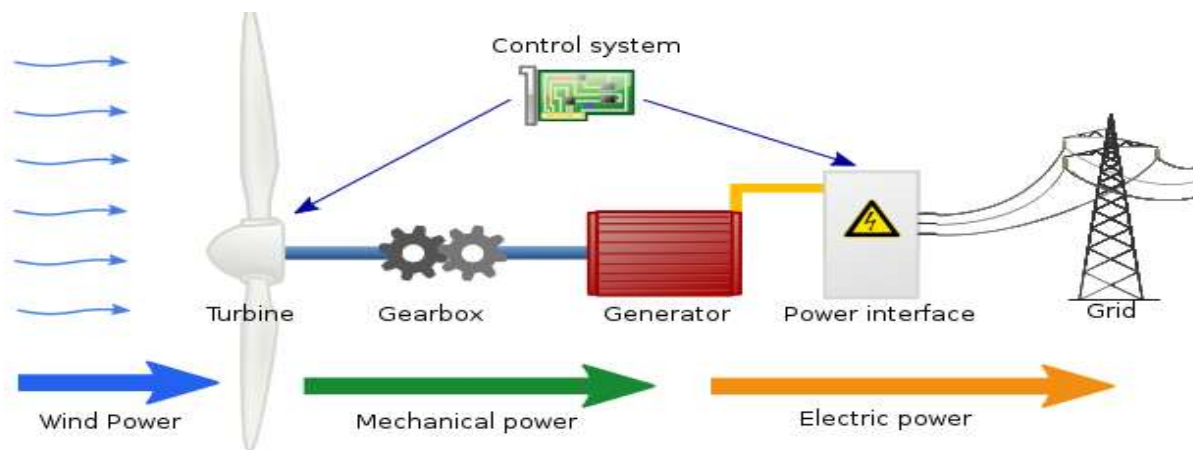 Control system
Turbine
Gearbox
Generator
Power interface
Grid
Wind Power
Mechanical power
Electric power